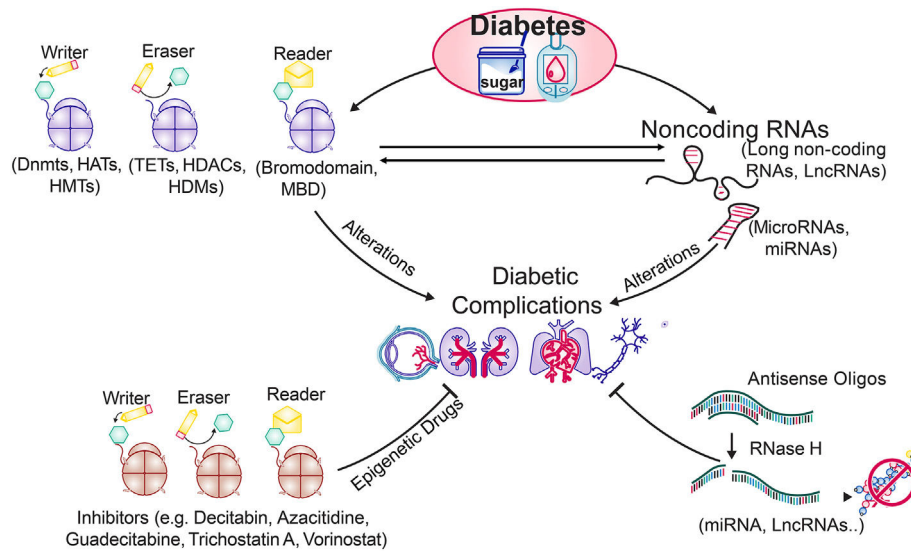 Diabetes
sugar
Writer
Eraser
Reader
(Dnmts, HATs,
HMTs)
(TETs, HDACs,
HDMs)
(Bromodomain,
MBD)
Noncoding RNAs
(Long non-coding
RNAs, LncRNAs)
(MicroRNAs,
miRNAs)
Alterations
Alterations
Diabetic
Complications
Writer
Eraser
Reader
Epigenetic Drugs
Inhibitors (e.g. Decitabin, Azacitidine,
Guadecitabine, Trichostatin A, Vorinostat)
Antisense Oligos
RNase H
(miRNA, LncRNAs..)